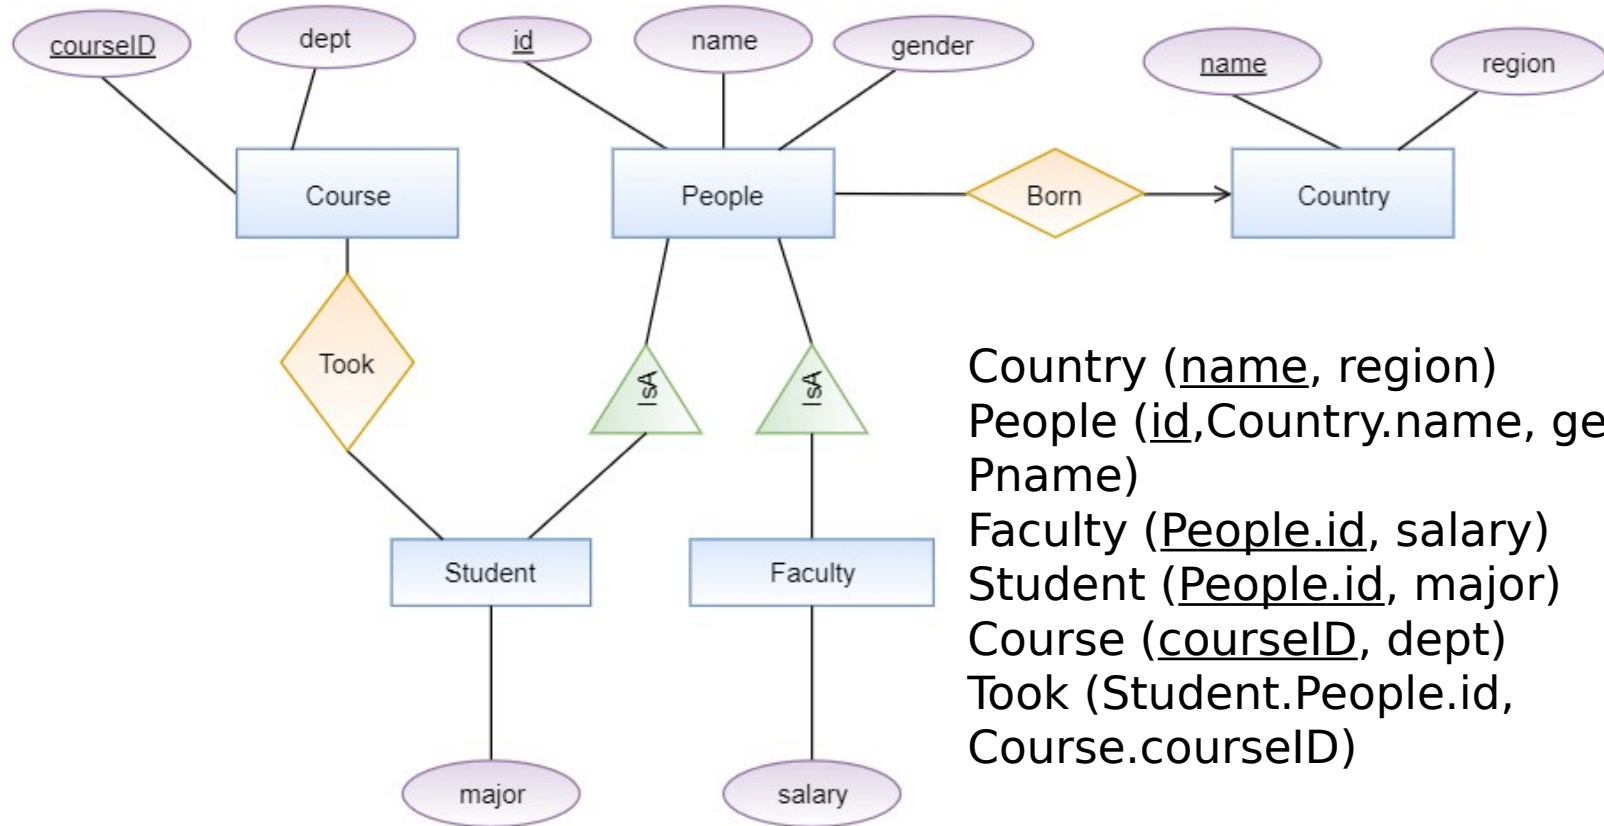 courseID
dept
id
name
gender
name
region
Course
People
Born
Country
Took
IsA
IsA
Student
Faculty
major
salary
Country (name, region)
People (id,Country.name, ge
Pname)
Faculty (People.id, salary)
Student (People.id, major)
Course (courseID, dept)
Took (Student.People.id,
Course.courseID)